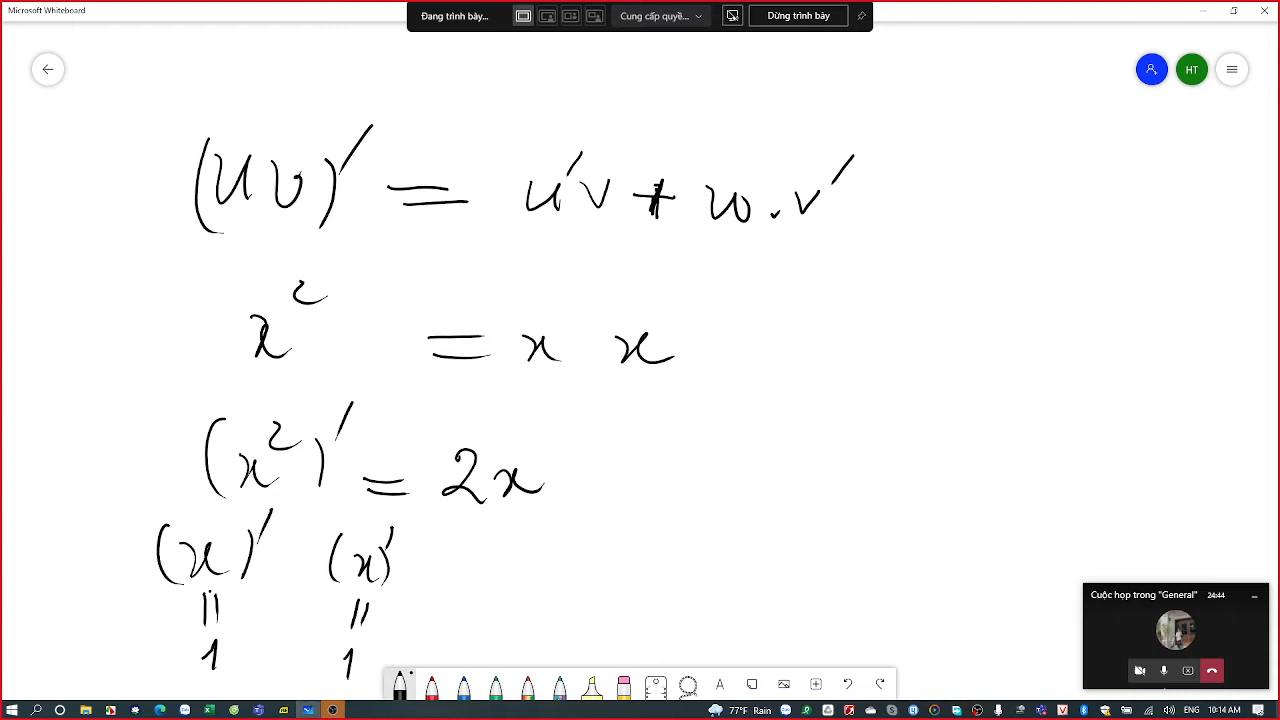 Microsoft Whiteboard
Đang trình bày...
Cung cấp quyề...
Dừng trình bày
HT
(uv)' = u'v + u.v'
x² = x x
(x²)' = 2x
(x)' (x)'
|| ||
1 1
Cuộc họp trong "General" 24:44
A
77°F Rain
ENG
10:14 AM